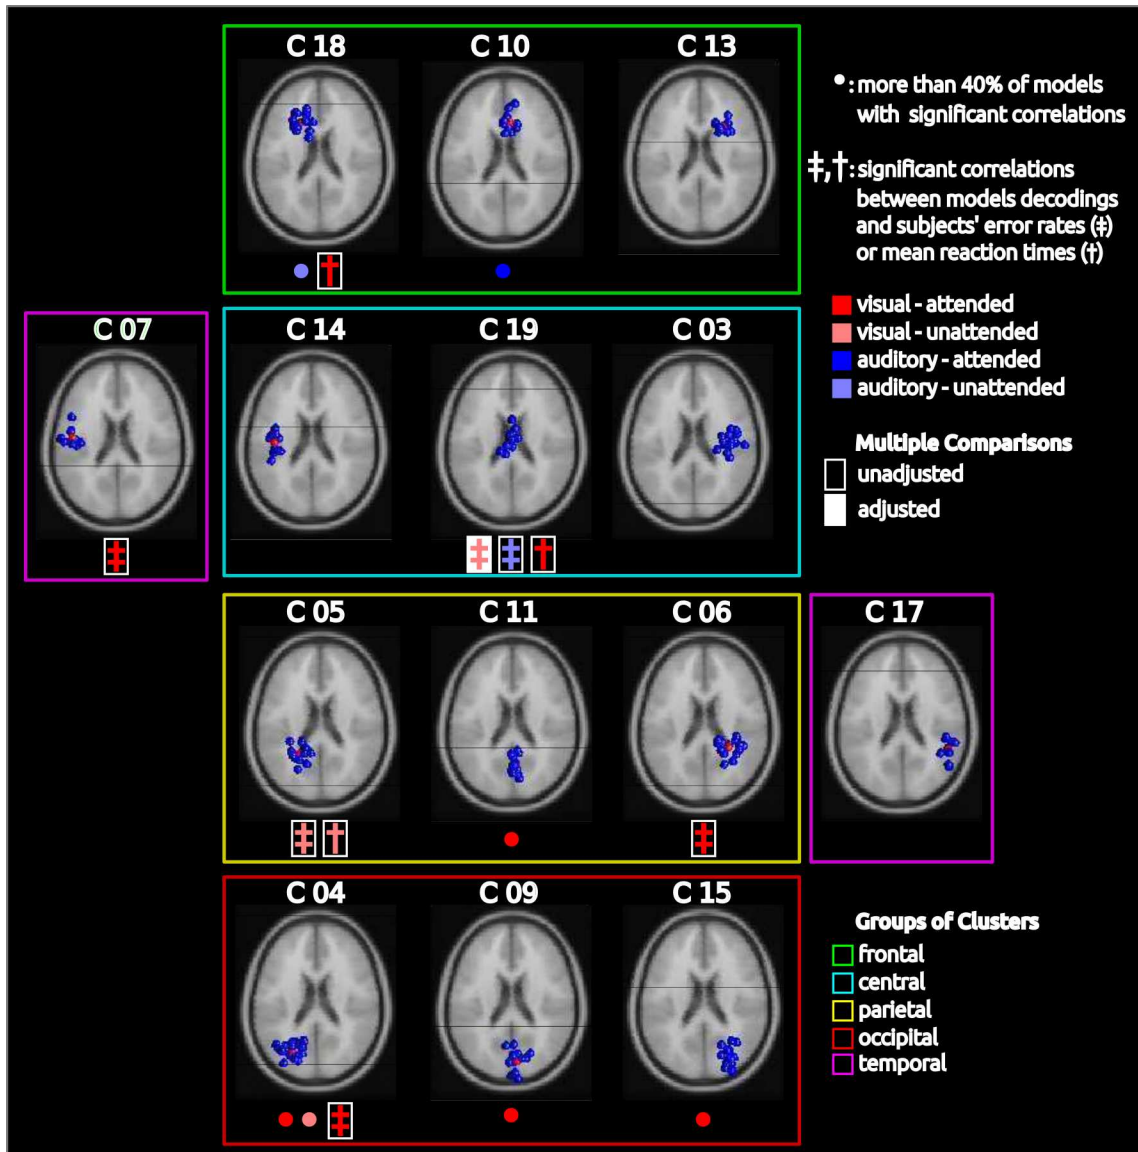 C 18
C 10
C 13
•: more than 40% of models
with significant correlations
‡,†: significant correlations
between models decodings
and subjects' error rates (‡)
or mean reaction times (†)
†
visual - attended
visual - unattended
auditory - attended
auditory - unattended
Multiple Comparisons
unadjusted
adjusted
C 07
C 14
C 19
C 03
‡
‡ ‡ †
C 05
C 11
C 06
C 17
‡ †
‡
C 04
C 09
C 15
‡
Groups of Clusters
frontal
central
parietal
occipital
temporal